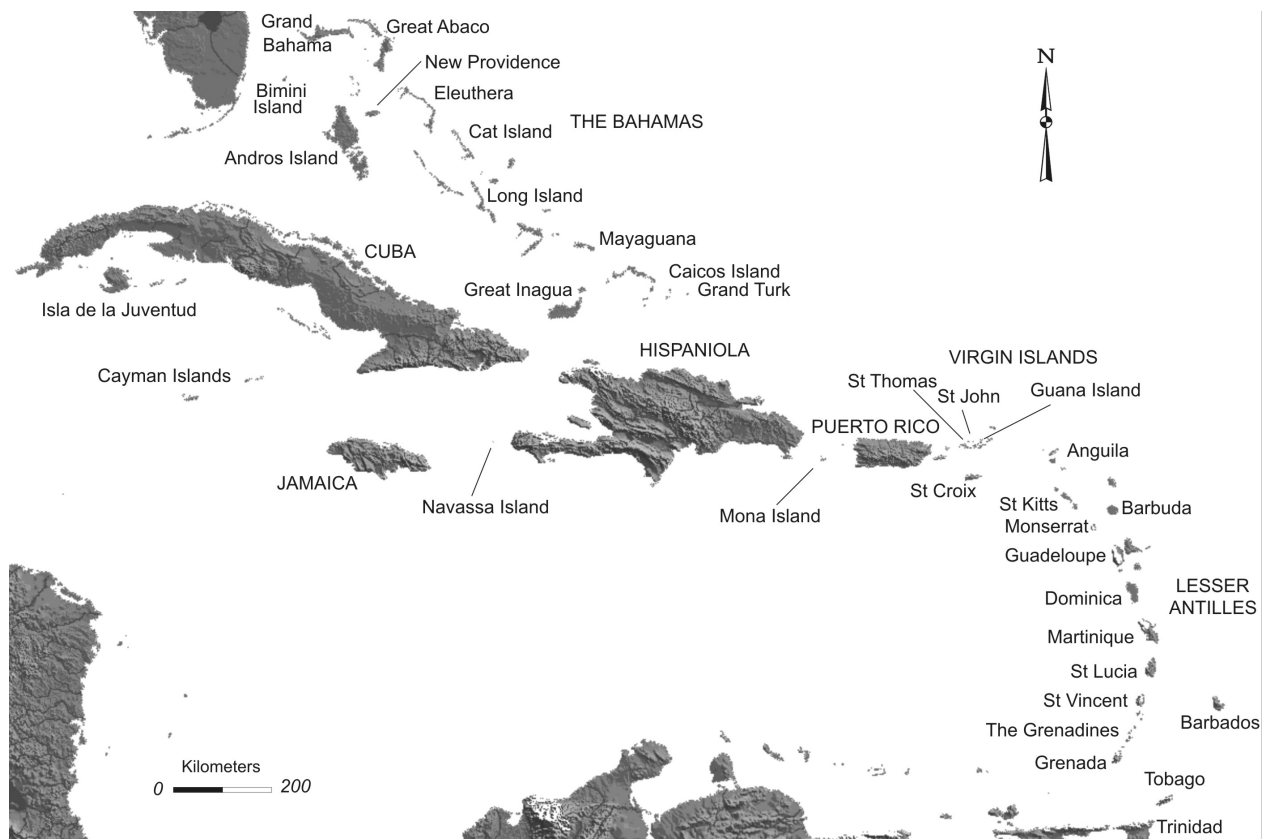 Grand
Bahama
Great Abaco
New Providence
Bimini
Island
Eleuthera
THE BAHAMAS
Cat Island
Andros Island
Long Island
N
CUBA
Mayaguana
Caicos Island
Great Inagua
Grand Turk
Isla de la Juventud
HISPANIOLA
VIRGIN ISLANDS
Cayman Islands
St Thomas
St John
Guana Island
PUERTO RICO
Anguila
JAMAICA
St Croix
Navassa Island
Mona Island
St Kitts
Barbuda
Monserrat
Guadeloupe
LESSER
ANTILLES
Dominica
Martinique
St Lucia
St Vincent
Barbados
The Grenadines
Grenada
Kilometers
0 200
Tobago
Trinidad